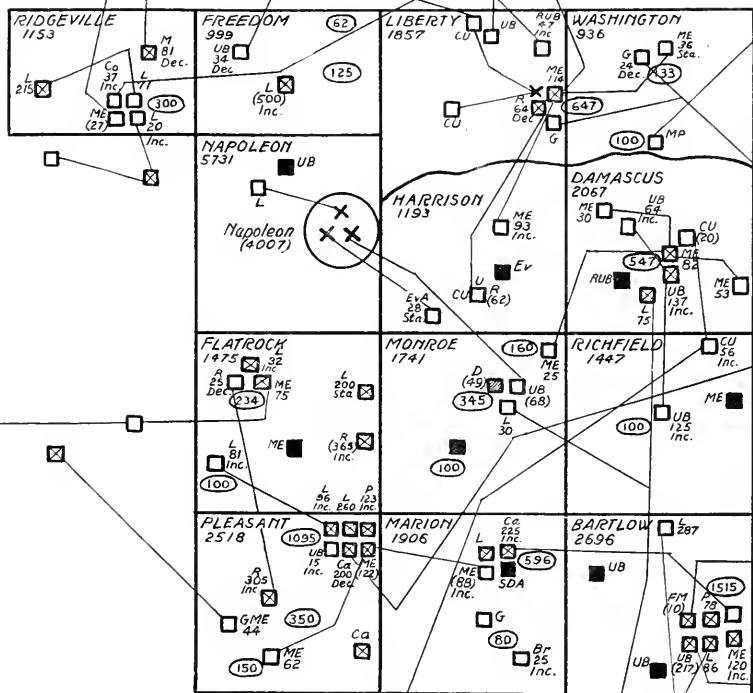 RIDGEVILLE
1153
M
81
Dec.
Co
37
Inc.
L
71
L
215
300
ME
(27)
L
20
Inc.
FREEDOM
999
62
UB
34
Dec
125
L
(500)
Inc.
LIBERTY
1857
CU
UB
RUB
47
Inc
ME
114
R
64
Dec
647
CU
G
WASHINGTON
936
ME
36
Sta.
G
24
Dec.
33
100
MP
NAPOLEON
5731
UB
L
Napoleon
(4007)
EvA
28
Sta.
HARRISON
1193
ME
93
Inc.
Ev
U
CU
R
(62)
DAMASCUS
2067
ME
30
UB
64
Inc.
CU
(20)
547
ME
82
RUB
UB
137
Inc.
L
75
ME
53
FLATROCK
1475
L
32
Inc
R
25
Dec
ME
75
234
L
200
Sta
ME
R
(365)
Inc.
L
81
Inc.
100
MONROE
1741
160
ME
25
D
(49)
345
UB
(68)
L
30
100
RICHFIELD
1447
CU
56
Inc.
ME
100
UB
125
Inc.
PLEASANT
2518
L
96
Inc.
L
260
P
123
Inc.
1095
UB
15
Inc.
Ca
200
Dec.
ME
(122)
R
305
Inc
350
GME
44
150
ME
62
Ca
MARION
1906
Ca
225
Inc.
L
596
ME
(88)
Inc.
SDA
G
80
Br
25
Inc.
BARTLOW
2696
L
287
UB
1515
FM
(10)
P
78
UB
UB
(217)
L
86
ME
120
Inc.